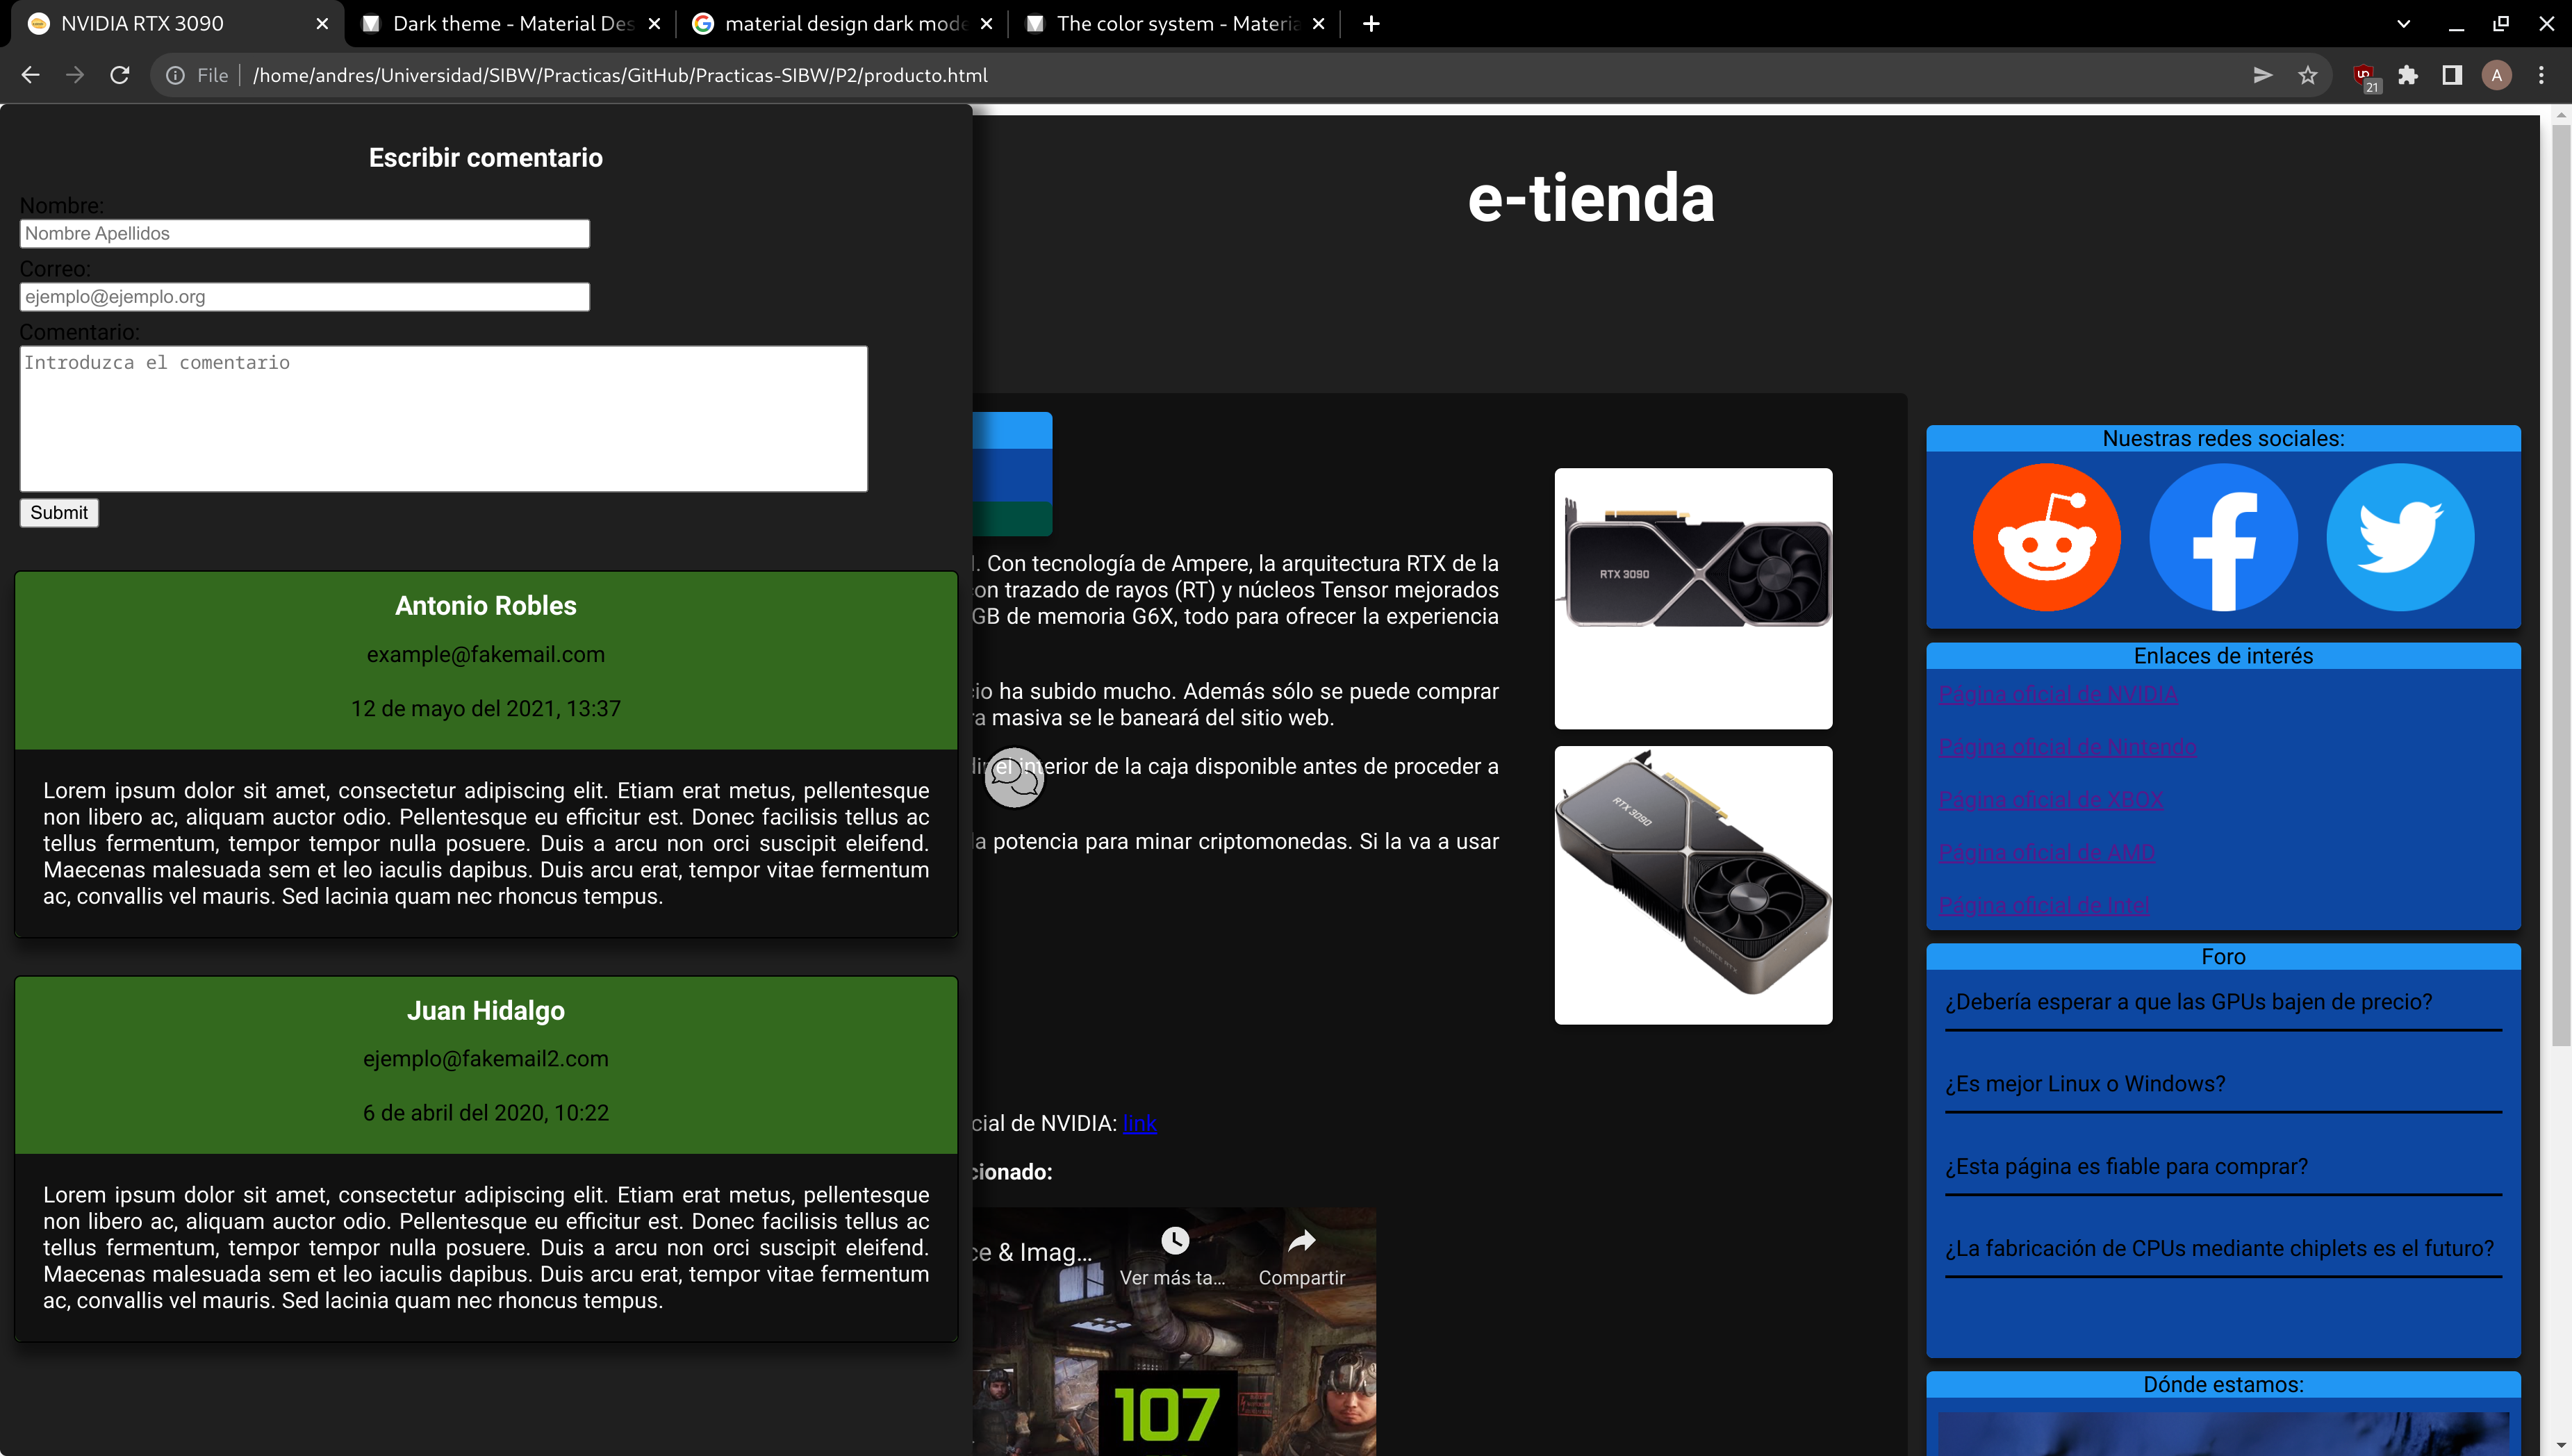 NVIDIA RTX 3090
Dark theme - Material Des
material design dark mode
The color system - Materia
File
/home/andres/Universidad/SIBW/Practicas/GitHub/Practicas-SIBW/P2/producto.html
21
A
Escribir comentario
Nombre:
Nombre Apellidos
Correo:
ejemplo@ejemplo.org
Comentario:
Introduzca el comentario
Submit
Antonio Robles
example@fakemail.com
12 de mayo del 2021, 13:37
Lorem ipsum dolor sit amet, consectetur adipiscing elit. Etiam erat metus, pellentesque
non libero ac, aliquam auctor odio. Pellentesque eu efficitur est. Donec facilisis tellus ac
tellus fermentum, tempor tempor nulla posuere. Duis a arcu non orci suscipit eleifend.
Maecenas malesuada sem et leo iaculis dapibus. Duis arcu erat, tempor vitae fermentum
ac, convallis vel mauris. Sed lacinia quam nec rhoncus tempus.
Juan Hidalgo
ejemplo@fakemail2.com
6 de abril del 2020, 10:22
Lorem ipsum dolor sit amet, consectetur adipiscing elit. Etiam erat metus, pellentesque
non libero ac, aliquam auctor odio. Pellentesque eu efficitur est. Donec facilisis tellus ac
tellus fermentum, tempor tempor nulla posuere. Duis a arcu non orci suscipit eleifend.
Maecenas malesuada sem et leo iaculis dapibus. Duis arcu erat, tempor vitae fermentum
ac, convallis vel mauris. Sed lacinia quam nec rhoncus tempus.
e-tienda
. Con tecnología de Ampere, la arquitectura RTX de la
on trazado de rayos (RT) y núcleos Tensor mejorados
GB de memoria G6X, todo para ofrecer la experiencia
io ha subido mucho. Además sólo se puede comprar
a masiva se le baneará del sitio web.
el interior de la caja disponible antes de proceder a
la potencia para minar criptomonedas. Si la va a usar
RTX 3090
RTX 3090
GEFORCE RTX
cial de NVIDIA: link
cionado:
ce & Imag...
Ver más ta...
Compartir
107
Nuestras redes sociales:
Enlaces de interés
Página oficial de NVIDIA
Página oficial de Nintendo
Página oficial de XBOX
Página oficial de AMD
Página oficial de Intel
Foro
¿Debería esperar a que las GPUs bajen de precio?
¿Es mejor Linux o Windows?
¿Esta página es fiable para comprar?
¿La fabricación de CPUs mediante chiplets es el futuro?
Dónde estamos: